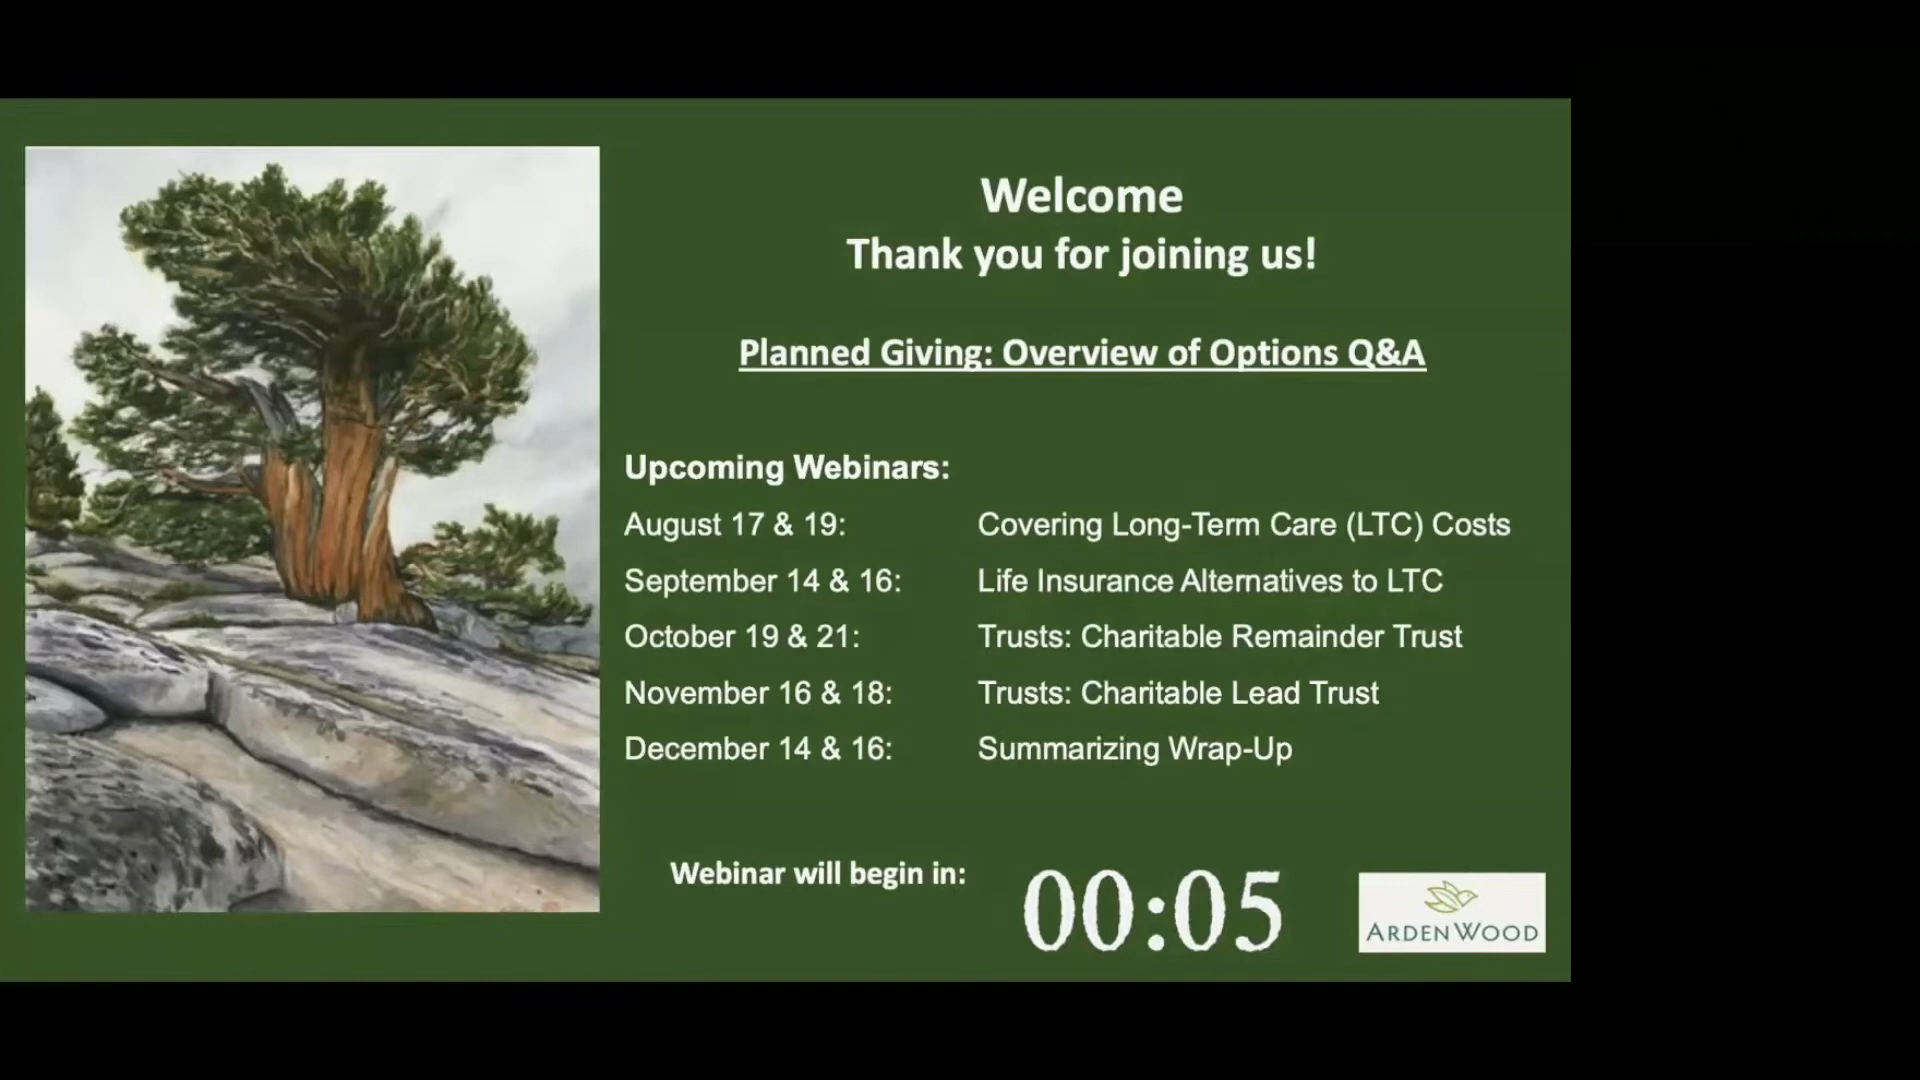 Welcome
Thank you for joining us!
Planned Giving: Overview of Options Q&A
Upcoming Webinars:
August 17 & 19: Covering Long-Term Care (LTC) Costs
September 14 & 16: Life Insurance Alternatives to LTC
October 19 & 21: Trusts: Charitable Remainder Trust
November 16 & 18: Trusts: Charitable Lead Trust
December 14 & 16: Summarizing Wrap-Up
Webinar will begin in: 00:05
ARDENWOOD